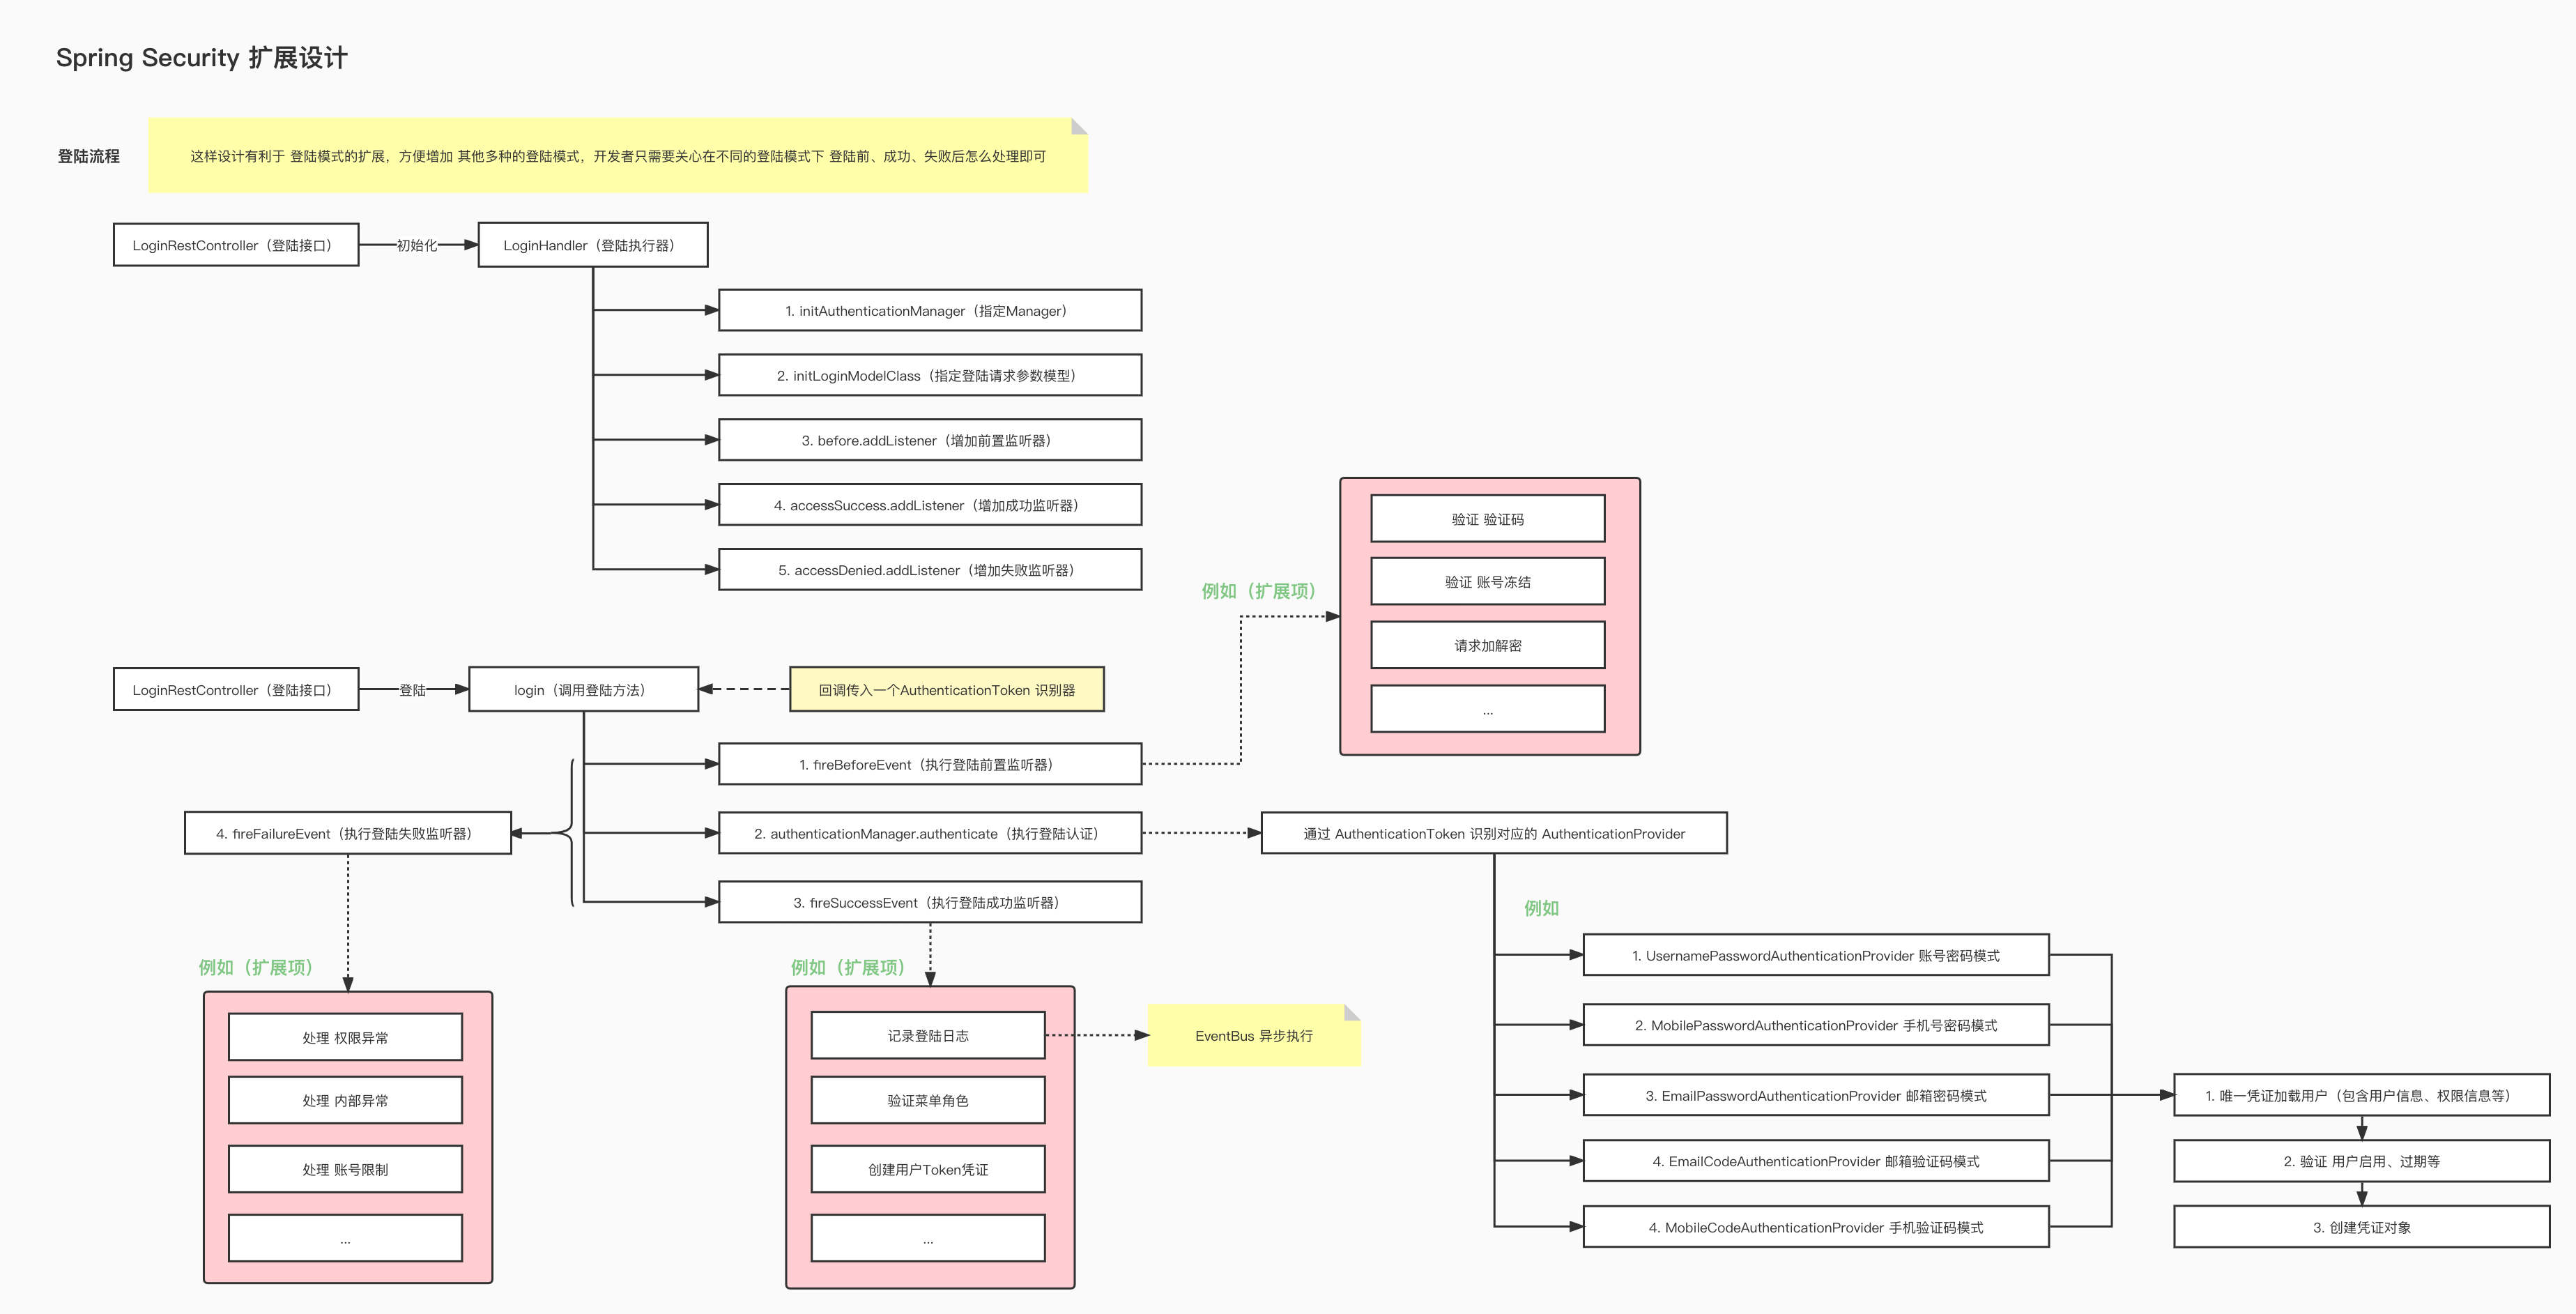 Spring Security 扩展设计
登陆流程
这样设计有利于 登陆模式的扩展，方便增加 其他多种的登陆模式，开发者只需要关心在不同的登陆模式下 登陆前、成功、失败后怎么处理即可
LoginRestController（登陆接口）
初始化
LoginHandler（登陆执行器）
1. initAuthenticationManager（指定Manager）
2. initLoginModelClass（指定登陆请求参数模型）
3. before.addListener（增加前置监听器）
4. accessSuccess.addListener（增加成功监听器）
5. accessDenied.addListener（增加失败监听器）
例如（扩展项）
验证 验证码
验证 账号冻结
请求加解密
...
LoginRestController（登陆接口）
登陆
login（调用登陆方法）
回调传入一个AuthenticationToken 识别器
1. fireBeforeEvent（执行登陆前置监听器）
4. fireFailureEvent（执行登陆失败监听器）
2. authenticationManager.authenticate（执行登陆认证）
通过 AuthenticationToken 识别对应的 AuthenticationProvider
3. fireSuccessEvent（执行登陆成功监听器）
例如（扩展项）
处理 权限异常
处理 内部异常
处理 账号限制
...
例如（扩展项）
记录登陆日志
EventBus 异步执行
验证菜单角色
创建用户Token凭证
...
例如
1. UsernamePasswordAuthenticationProvider 账号密码模式
2. MobilePasswordAuthenticationProvider 手机号密码模式
3. EmailPasswordAuthenticationProvider 邮箱密码模式
4. EmailCodeAuthenticationProvider 邮箱验证码模式
4. MobileCodeAuthenticationProvider 手机验证码模式
1. 唯一凭证加载用户（包含用户信息、权限信息等）
2. 验证 用户启用、过期等
3. 创建凭证对象